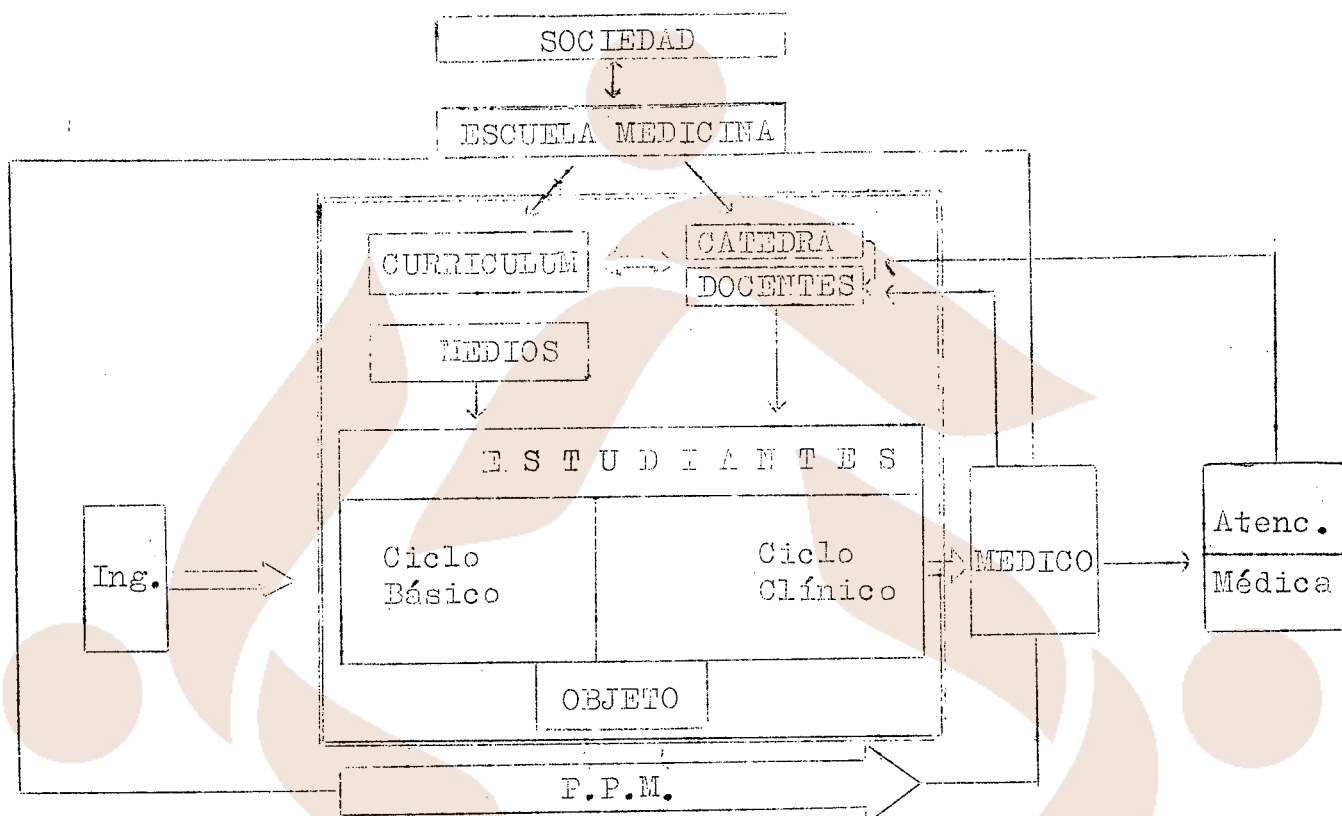 SOCIEDAD
ESCUELA MEDICINA
CURRICULUM
CATEDRA
DOCENTES
MEDIOS
E S T U D I A N T E S
Ing.
Ciclo
Básico
Ciclo
Clínico
MEDICO
Atenc.
Médica
OBJETO
P.P.M.